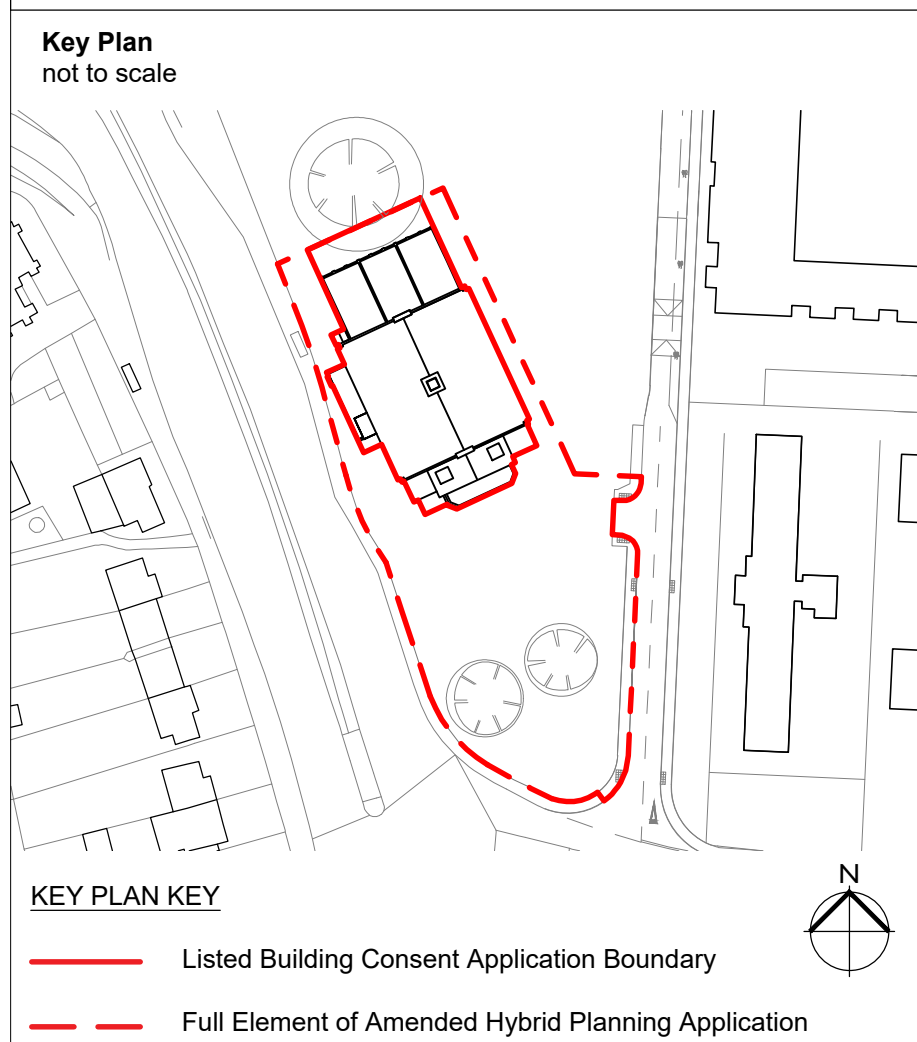 Key Plan
not to scale
N
KEY PLAN KEY
Listed Building Consent Application Boundary
Full Element of Amended Hybrid Planning Application